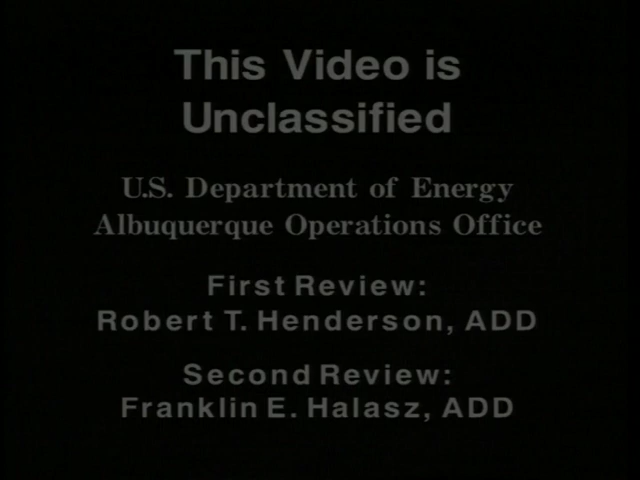 This Video is
Unclassified
U.S. Department of Energy
Albuquerque Operations Office
First Review:
Robert T. Henderson, ADD
Second Review:
Franklin E. Halasz, ADD